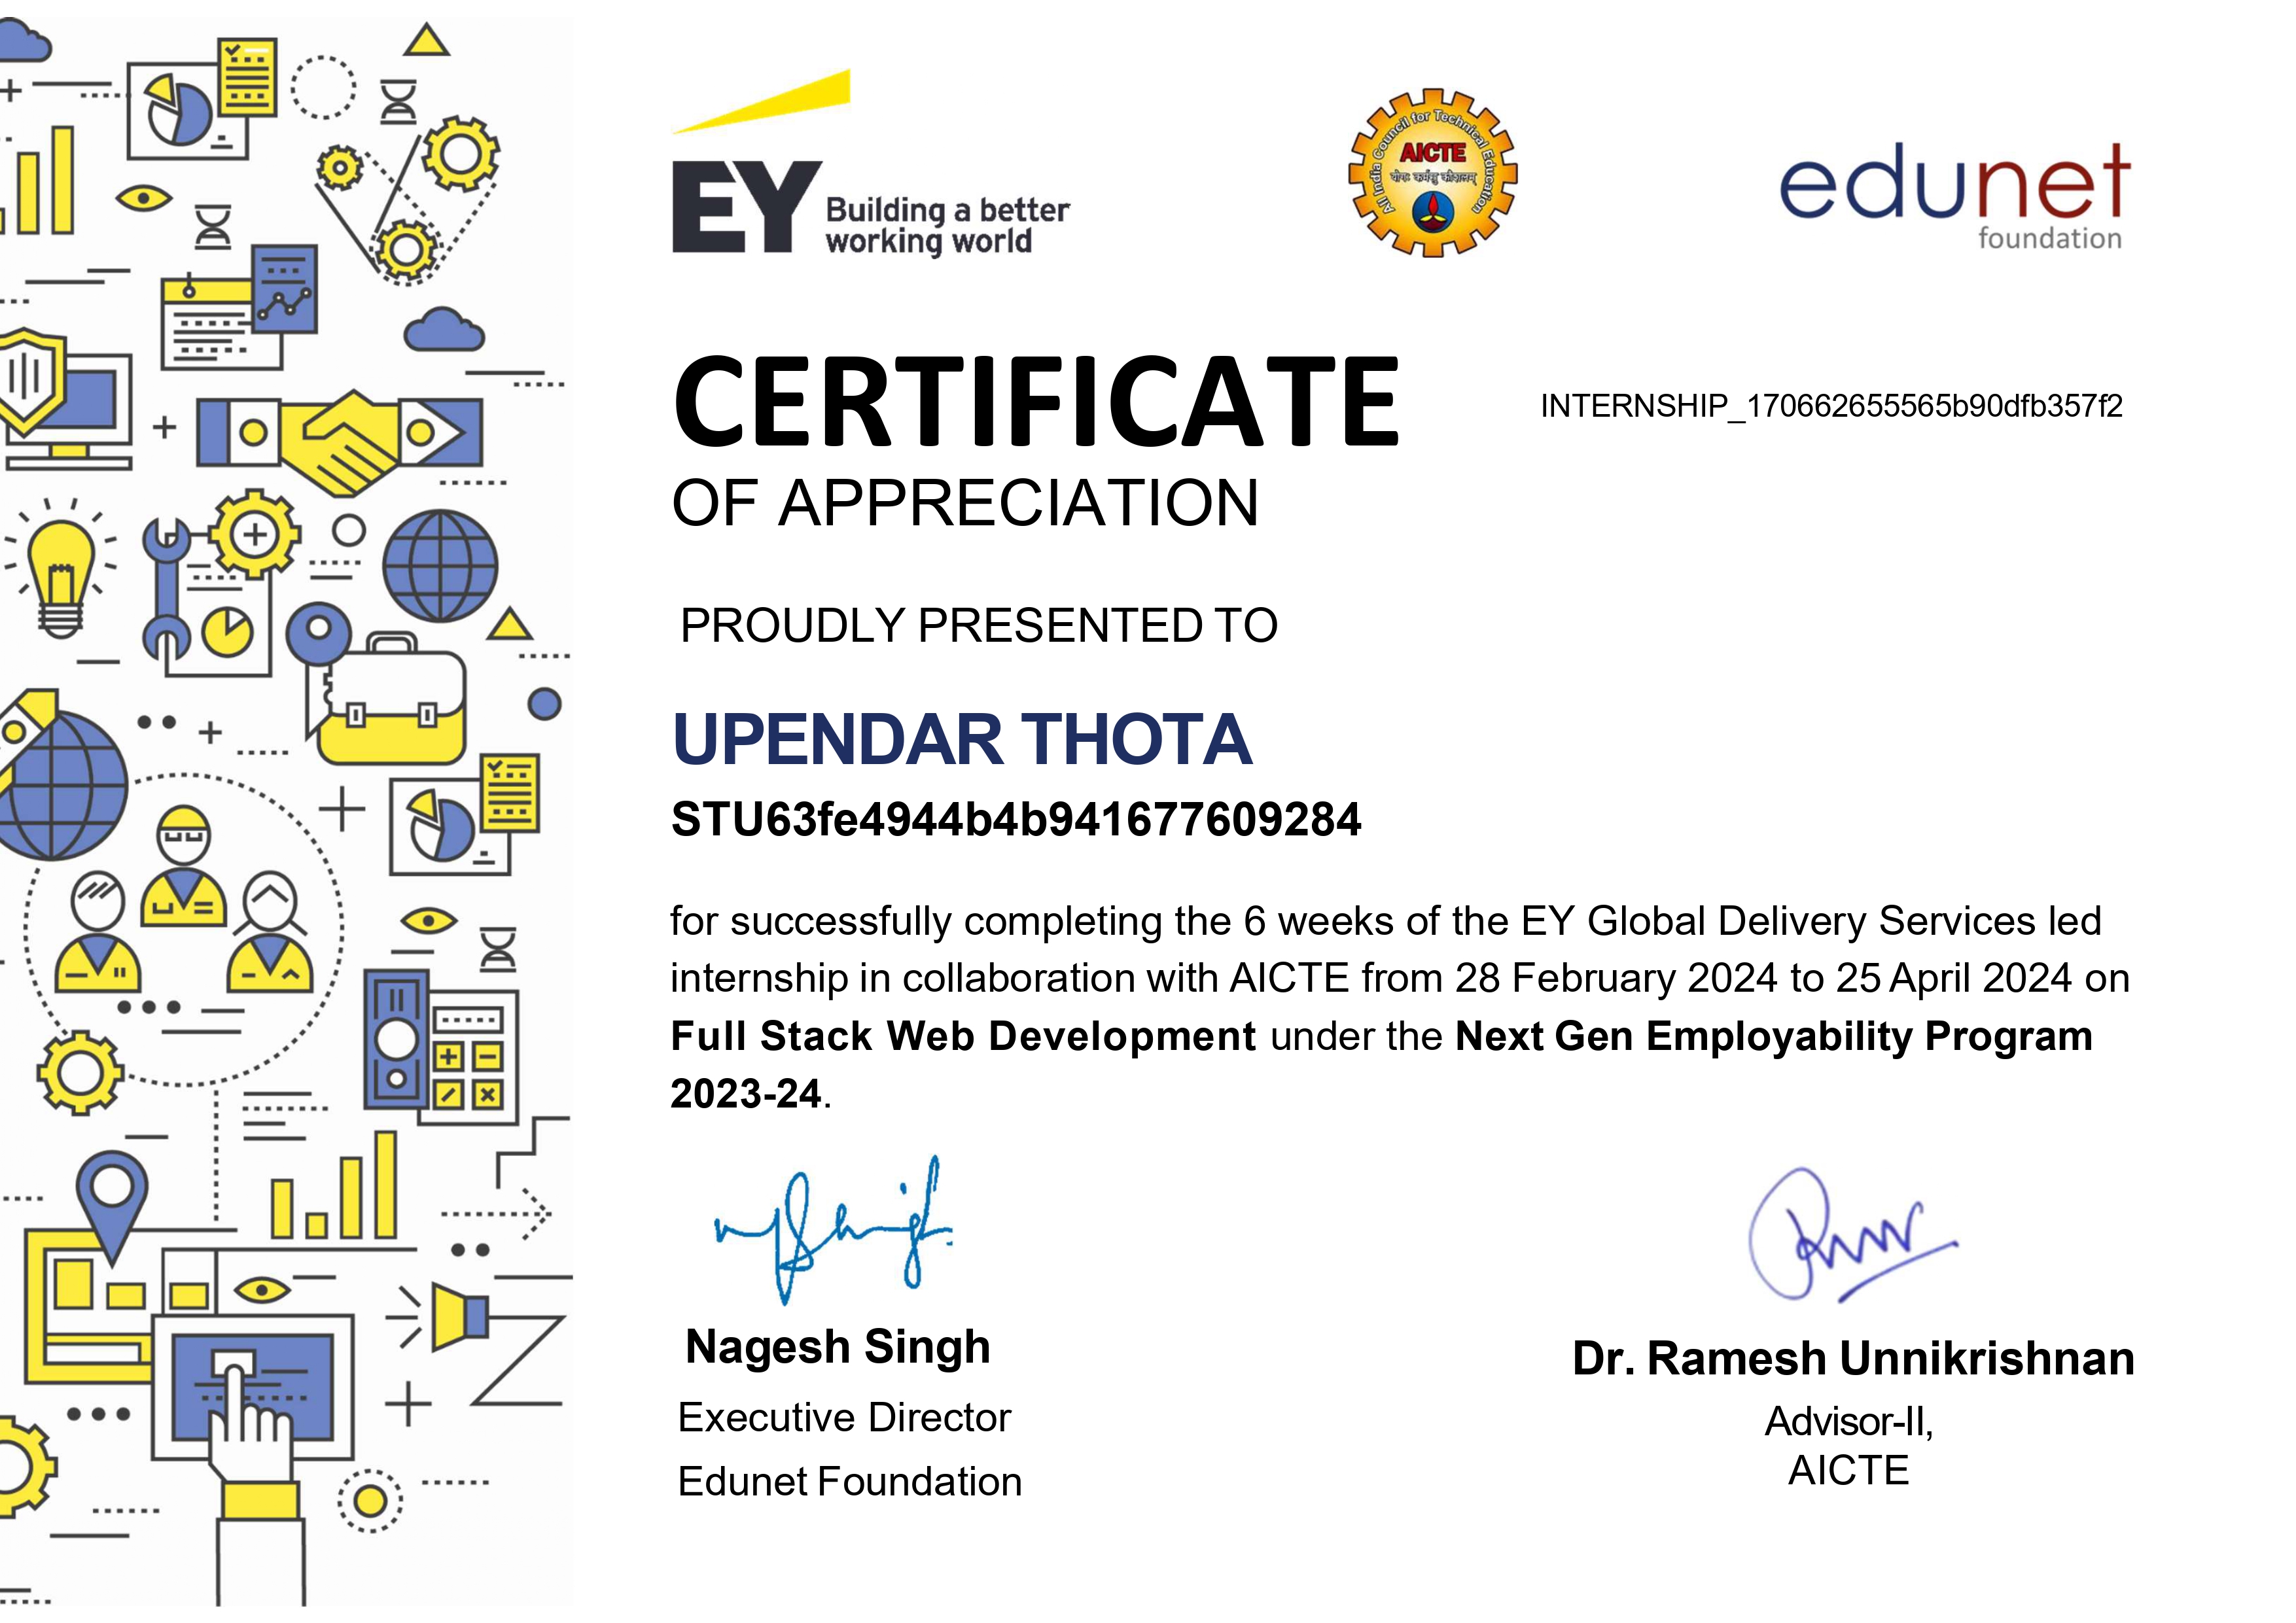 EY Building a better
working world
All India Council for Technical Education
AICTE
योगः कर्मसु कौशलम्
edunet
foundation
CERTIFICATE
INTERNSHIP_170662655565b90dfb357f2
OF APPRECIATION
PROUDLY PRESENTED TO
UPENDAR THOTA
STU63fe4944b4b941677609284
for successfully completing the 6 weeks of the EY Global Delivery Services led
internship in collaboration with AICTE from 28 February 2024 to 25 April 2024 on
Full Stack Web Development under the Next Gen Employability Program
2023-24.
Nagesh Singh
Executive Director
Edunet Foundation
Dr. Ramesh Unnikrishnan
Advisor-II,
AICTE